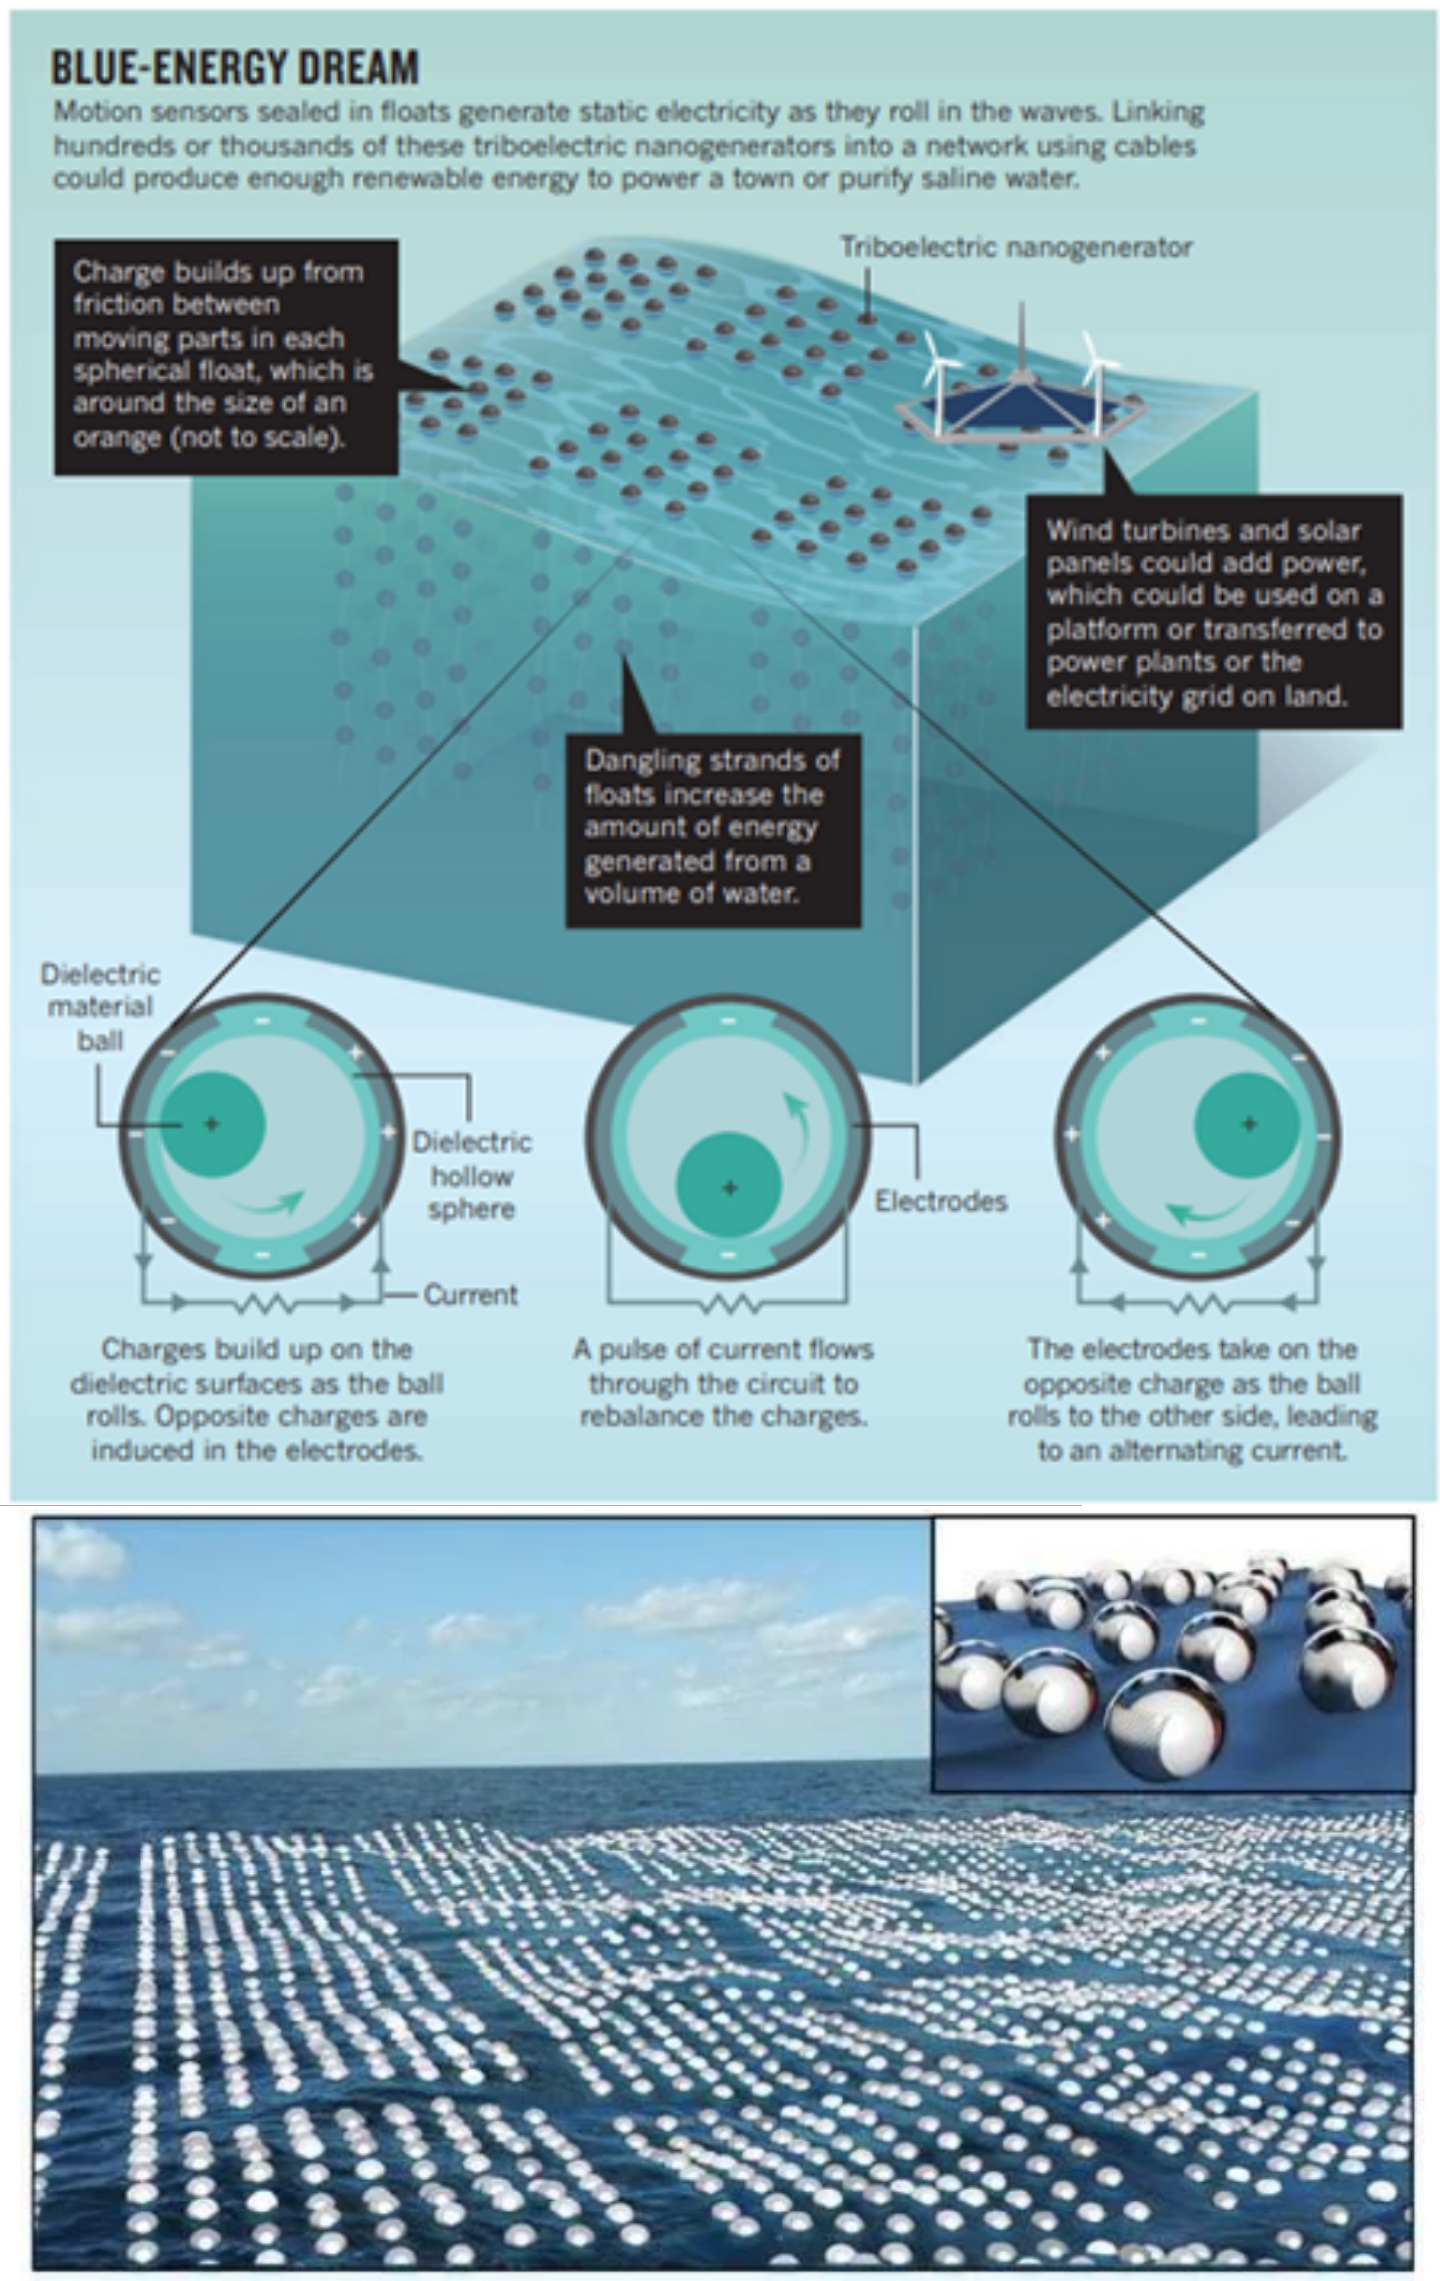 BLUE-ENERGY DREAM
Motion sensors sealed in floats generate static electricity as they roll in the waves. Linking
hundreds or thousands of these triboelectric nanogenerators into a network using cables
could produce enough renewable energy to power a town or purify saline water.
Triboelectric nanogenerator
Charge builds up from
friction between
moving parts in each
spherical float, which is
around the size of an
orange (not to scale).
Wind turbines and solar
panels could add power,
which could be used on a
platform or transferred to
power plants or the
electricity grid on land.
Dangling strands of
floats increase the
amount of energy
generated from a
volume of water.
Dielectric
material
ball
Dielectric
hollow
sphere
Electrodes
Current
Charges build up on the
dielectric surfaces as the ball
rolls. Opposite charges are
induced in the electrodes.
A pulse of current flows
through the circuit to
rebalance the charges.
The electrodes take on the
opposite charge as the ball
rolls to the other side, leading
to an alternating current.